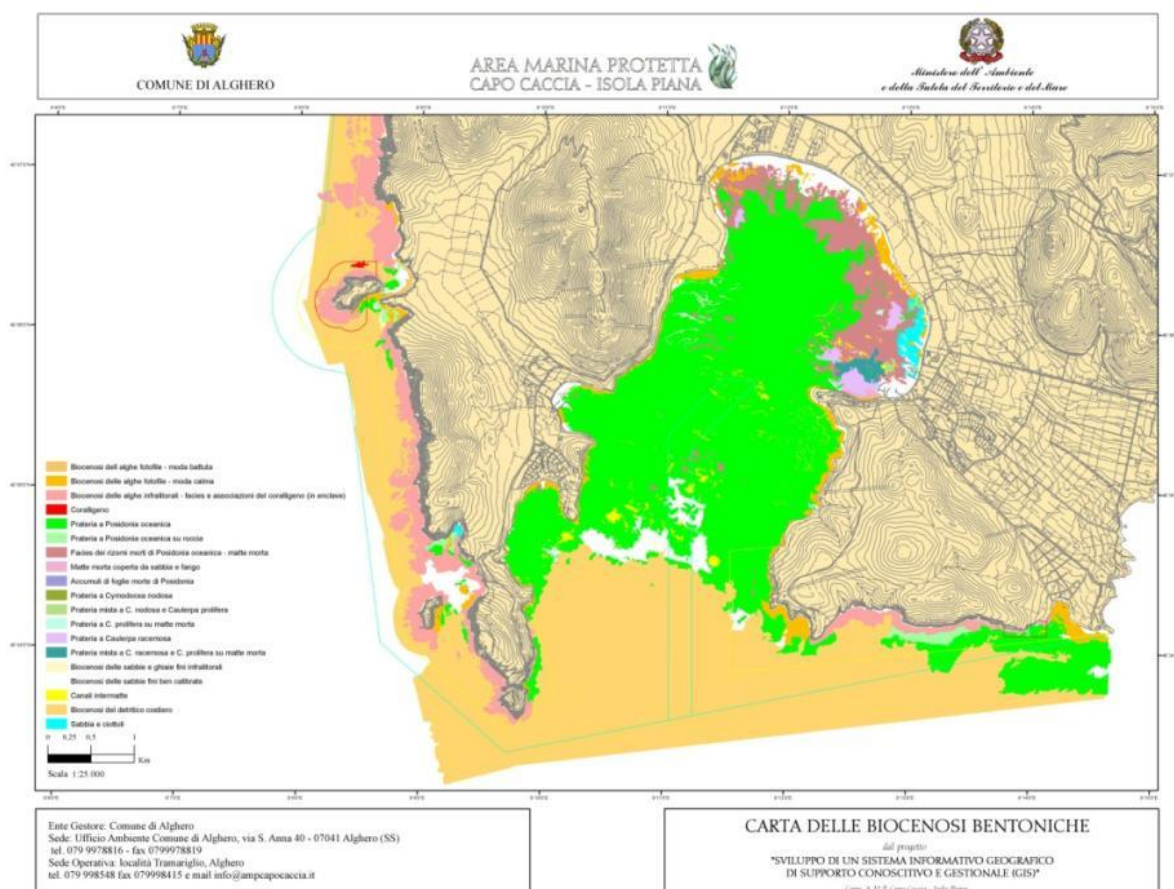 COMUNE DI ALGHERO
AREA MARINA PROTETTA
CAPO CACCIA - ISOLA PIANA
Ministero dell' Ambiente
e della Tutela del Territorio e del Mare
Biocenosi dell alghe fotofile - moda battuta
Biocenosi delle alghe fotofile - moda calma
Biocenosi delle alghe infralitorali - facies e associazioni del coralligeno (in enclave)
Coralligeno
Prateria a Posidonia oceanica
Prateria a Posidonia oceanica su roccia
Facies dei rizomi morti di Posidonia oceanica - matte morta
Matte morta coperta da sabbia e fango
Accumuli di foglie morte di Posidonia
Prateria a Cymodocea nodosa
Prateria mista a C. nodosa e Caulerpa prolifera
Prateria a C. prolifera su matte morta
Prateria a Caulerpa racemosa
Prateria mista a C. racemosa e C. prolifera su matte morta
Biocenosi delle sabbie e ghiaie fini infralitorali
Biocenosi delle sabbie fini ben calibrate
Canali intermatte
Biocenosi del detritico costiero
Sabbia e ciottoli
0 0,25 0,5 1
Km
Scala 1:25 000
Ente Gestore: Comune di Alghero
Sede: Ufficio Ambiente Comune di Alghero, via S. Anna 40 - 07041 Alghero (SS)
tel. 079 9978816 - fax 0799978819
Sede Operativa: località Tramariglio, Alghero
tel. 079 998548 fax 079998415 e mail info@ampcapocaccia.it
CARTA DELLE BIOCENOSI BENTONICHE
dal progetto
"SVILUPPO DI UN SISTEMA INFORMATIVO GEOGRAFICO
DI SUPPORTO CONOSCITIVO E GESTIONALE (GIS)"